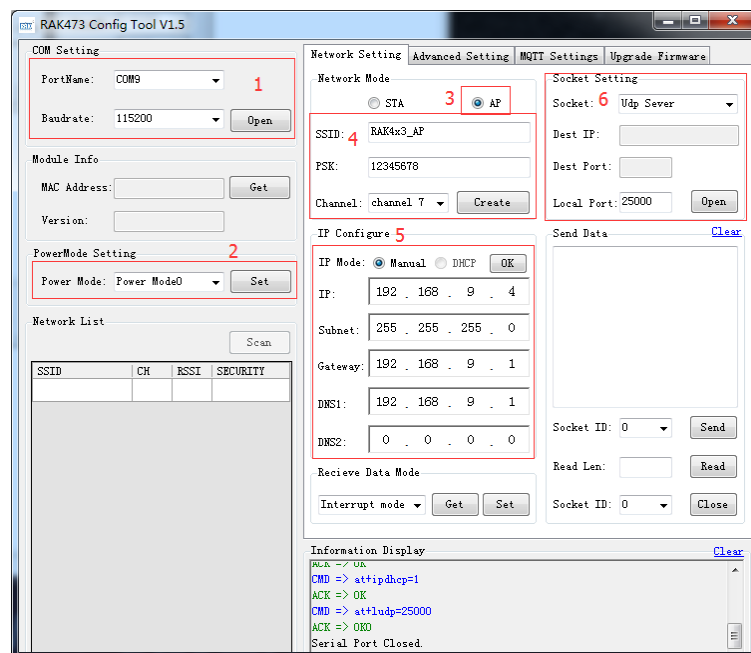 RAK473 Config Tool V1.5
COM Setting
PortName: COM9
1
Baudrate: 115200 Open
Module Info
MAC Address: Get
Version:
PowerMode Setting
2
Power Mode: Power Mode0 Set
Network List
Scan
SSID CH RSSI SECURITY
Network Setting Advanced Setting MQTT Settings Upgrade Firmware
Network Mode
STA 3 AP
SSID: 4 RAK4x3_AP
PSK: 12345678
Channel: channel 7 Create
IP Configure 5
IP Mode: Manual DHCP OK
IP: 192 . 168 . 9 . 4
Subnet: 255 . 255 . 255 . 0
Gateway: 192 . 168 . 9 . 1
DNS1: 192 . 168 . 9 . 1
DNS2: 0 . 0 . 0 . 0
Recieve Data Mode
Interrupt mode Get Set
Socket Setting
Socket: 6 Udp Sever
Dest IP:
Dest Port:
Local Port: 25000 Open
Send Data Clear
Socket ID: 0 Send
Read Len: Read
Socket ID: 0 Close
Information Display Clear
ACK => OK
CMD => at+ipdhcp=1
ACK => OK
CMD => at+ludp=25000
ACK => OK0
Serial Port Closed.